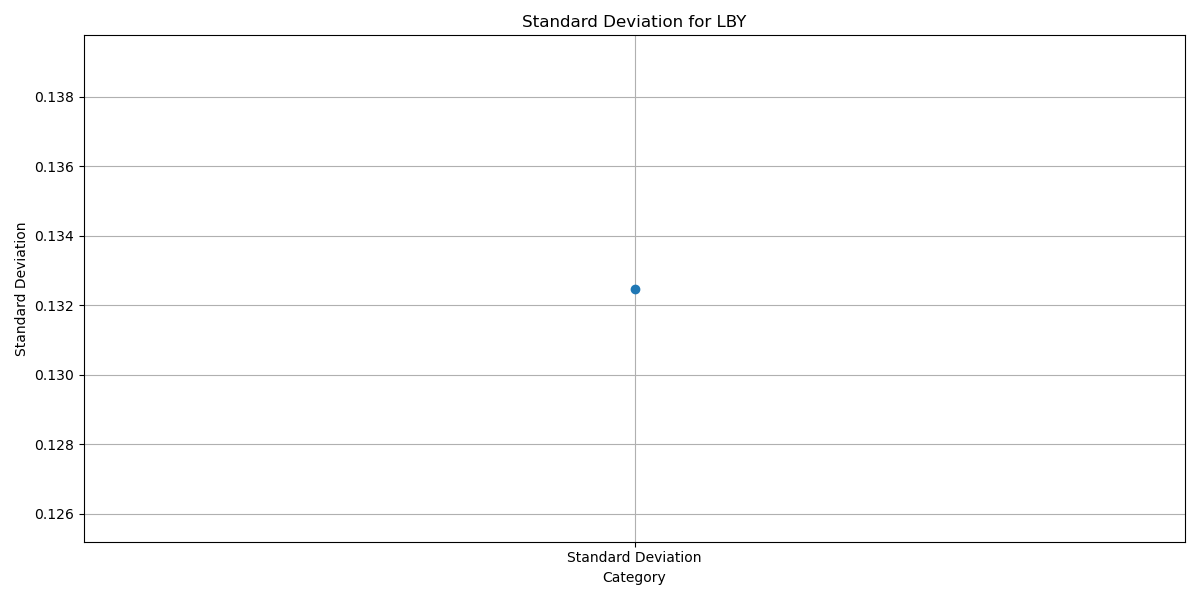 Standard Deviation for LBY
0.138
0.136
0.134
0.132
0.130
0.128
0.126
Standard Deviation
Standard Deviation
Category